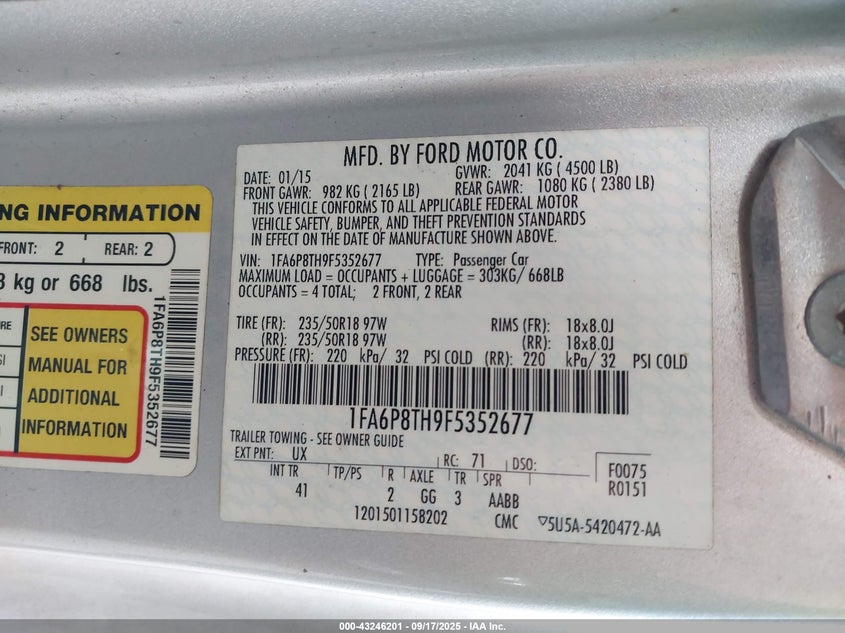 NG INFORMATION
FRONT: 2 REAR: 2
kg or 668 lbs.
SEE OWNERS
MANUAL FOR
ADDITIONAL
INFORMATION
1FA6P8TH9F5352677
MFD. BY FORD MOTOR CO.
DATE: 01/15 GVWR: 2041 KG ( 4500 LB)
FRONT GAWR: 982 KG ( 2165 LB) REAR GAWR: 1080 KG ( 2380 LB)
THIS VEHICLE CONFORMS TO ALL APPLICABLE FEDERAL MOTOR
VEHICLE SAFETY, BUMPER, AND THEFT PREVENTION STANDARDS
IN EFFECT ON THE DATE OF MANUFACTURE SHOWN ABOVE.
VIN: 1FA6P8TH9F5352677 TYPE: Passenger Car
MAXIMUM LOAD = OCCUPANTS + LUGGAGE = 303KG/ 668LB
OCCUPANTS = 4 TOTAL; 2 FRONT, 2 REAR
TIRE (FR): 235/50R18 97W RIMS (FR): 18x8.0J
(RR): 235/50R18 97W (RR): 18x8.0J
PRESSURE (FR): 220 kPa/ 32 PSI COLD (RR): 220 kPa/ 32 PSI COLD
1FA6P8TH9F5352677
TRAILER TOWING - SEE OWNER GUIDE
EXT PNT: UX RC: 71 DSO: F0075
INT TR TP/PS R AXLE TR SPR R0151
41 2 GG 3 AABB
1201501158202 CMC ▽5U5A-5420472-AA
000-43246201 - 09/17/2025 - IAA Inc.